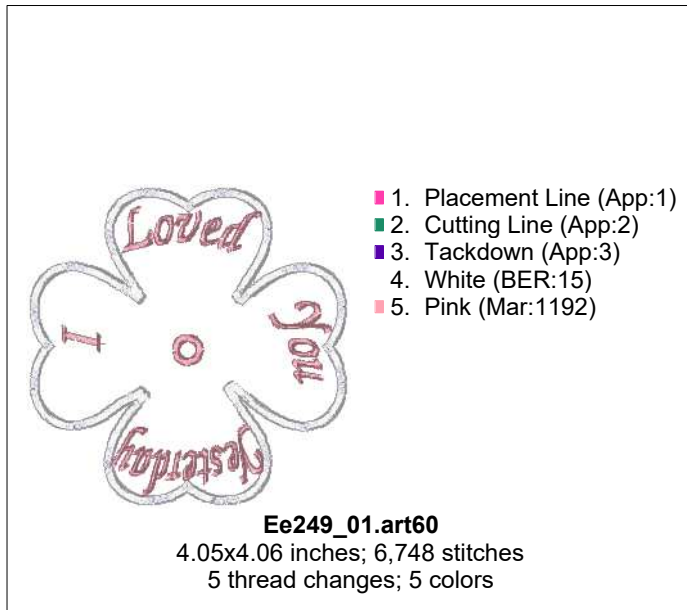 Loved
You
I
Yesterday
1. Placement Line (App:1)
2. Cutting Line (App:2)
3. Tackdown (App:3)
4. White (BER:15)
5. Pink (Mar:1192)
Ee249_01.art60
4.05x4.06 inches; 6,748 stitches
5 thread changes; 5 colors